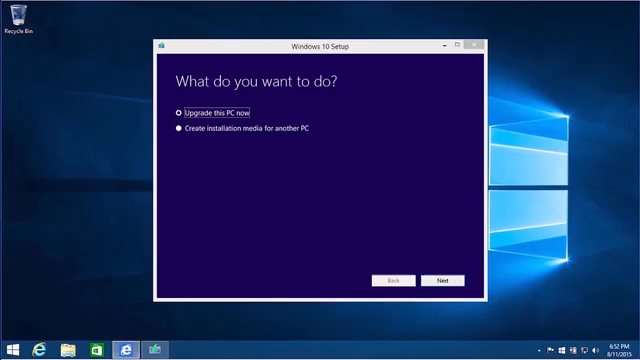 Recycle Bin
Windows 10 Setup
What do you want to do?
Upgrade this PC now
Create installation media for another PC
Back
Next
6:52 PM
8/11/2015